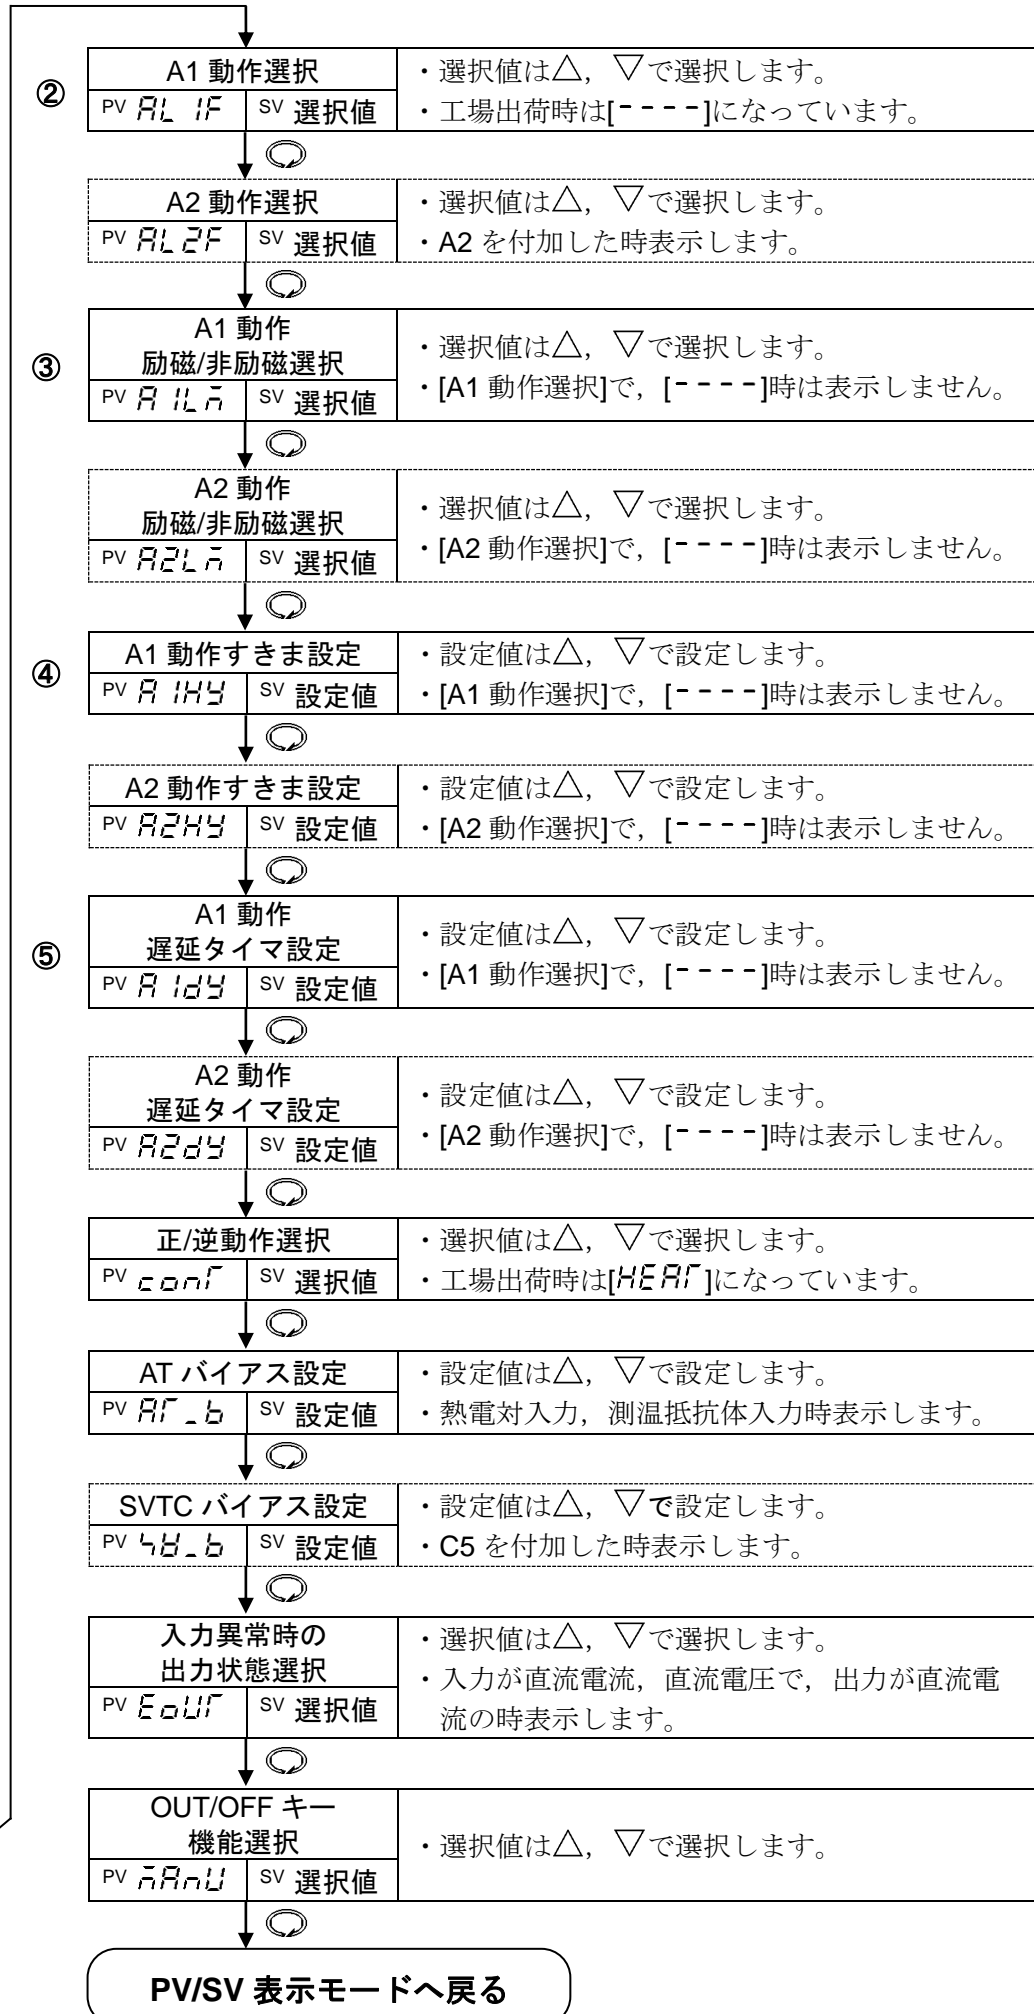 ②
A1 動作選択
・選択値は△，▽で選択します。
PV AL1F SV 選択値
・工場出荷時は[----]になっています。
A2 動作選択
・選択値は△，▽で選択します。
PV AL2F SV 選択値
・A2 を付加した時表示します。
③
A1 動作
励磁/非励磁選択
・選択値は△，▽で選択します。
PV A1LM SV 選択値
・[A1 動作選択]で，[----]時は表示しません。
A2 動作
励磁/非励磁選択
・選択値は△，▽で選択します。
PV A2LM SV 選択値
・[A2 動作選択]で，[----]時は表示しません。
④
A1 動作すきま設定
・設定値は△，▽で設定します。
PV A1HY SV 設定値
・[A1 動作選択]で，[----]時は表示しません。
A2 動作すきま設定
・設定値は△，▽で設定します。
PV A2HY SV 設定値
・[A2 動作選択]で，[----]時は表示しません。
⑤
A1 動作
遅延タイマ設定
・設定値は△，▽で設定します。
PV A1dY SV 設定値
・[A1 動作選択]で，[----]時は表示しません。
A2 動作
遅延タイマ設定
・設定値は△，▽で設定します。
PV A2dY SV 設定値
・[A2 動作選択]で，[----]時は表示しません。
正/逆動作選択
・選択値は△，▽で選択します。
PV conT SV 選択値
・工場出荷時は[HEAT]になっています。
AT バイアス設定
・設定値は△，▽で設定します。
PV AT_b SV 設定値
・熱電対入力，測温抵抗体入力時表示します。
SVTC バイアス設定
・設定値は△，▽で設定します。
PV SV_b SV 設定値
・C5 を付加した時表示します。
入力異常時の
出力状態選択
・選択値は△，▽で選択します。
PV EoUT SV 選択値
・入力が直流電流，直流電圧で，出力が直流電
流の時表示します。
OUT/OFF キー
機能選択
・選択値は△，▽で選択します。
PV MAnU SV 選択値
PV/SV 表示モードへ戻る